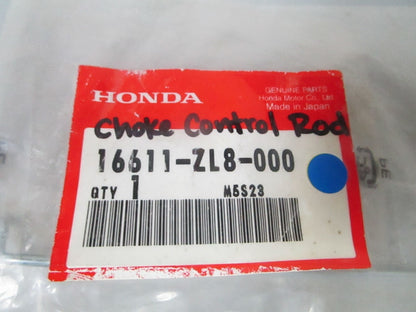 HONDA
GENUINE PARTS
Honda Motor Co., Ltd.
Made in Japan
Choke Control Rod
16611-ZL8-000
QTY 1 M5S23